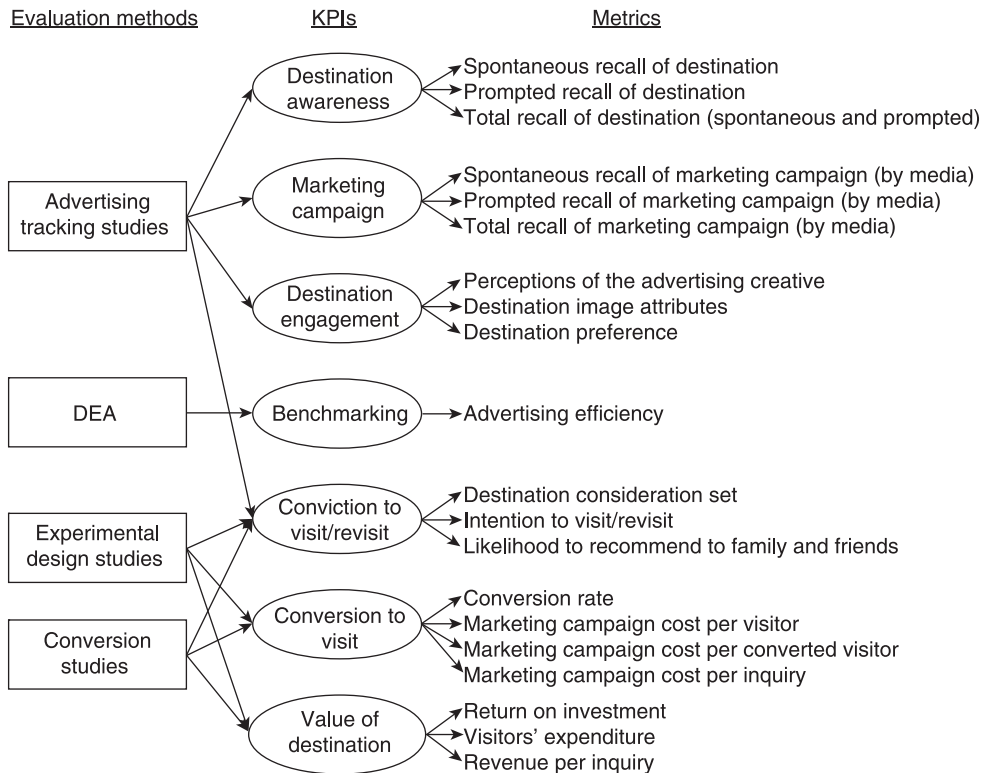 Evaluation methods
KPIs
Metrics
Destination
awareness
Spontaneous recall of destination
Prompted recall of destination
Total recall of destination (spontaneous and prompted)
Advertising
tracking studies
Marketing
campaign
Spontaneous recall of marketing campaign (by media)
Prompted recall of marketing campaign (by media)
Total recall of marketing campaign (by media)
Destination
engagement
Perceptions of the advertising creative
Destination image attributes
Destination preference
DEA
Benchmarking
Advertising efficiency
Conviction to
visit/revisit
Destination consideration set
Intention to visit/revisit
Likelihood to recommend to family and friends
Experimental
design studies
Conversion
studies
Conversion to
visit
Conversion rate
Marketing campaign cost per visitor
Marketing campaign cost per converted visitor
Marketing campaign cost per inquiry
Value of
destination
Return on investment
Visitors’ expenditure
Revenue per inquiry